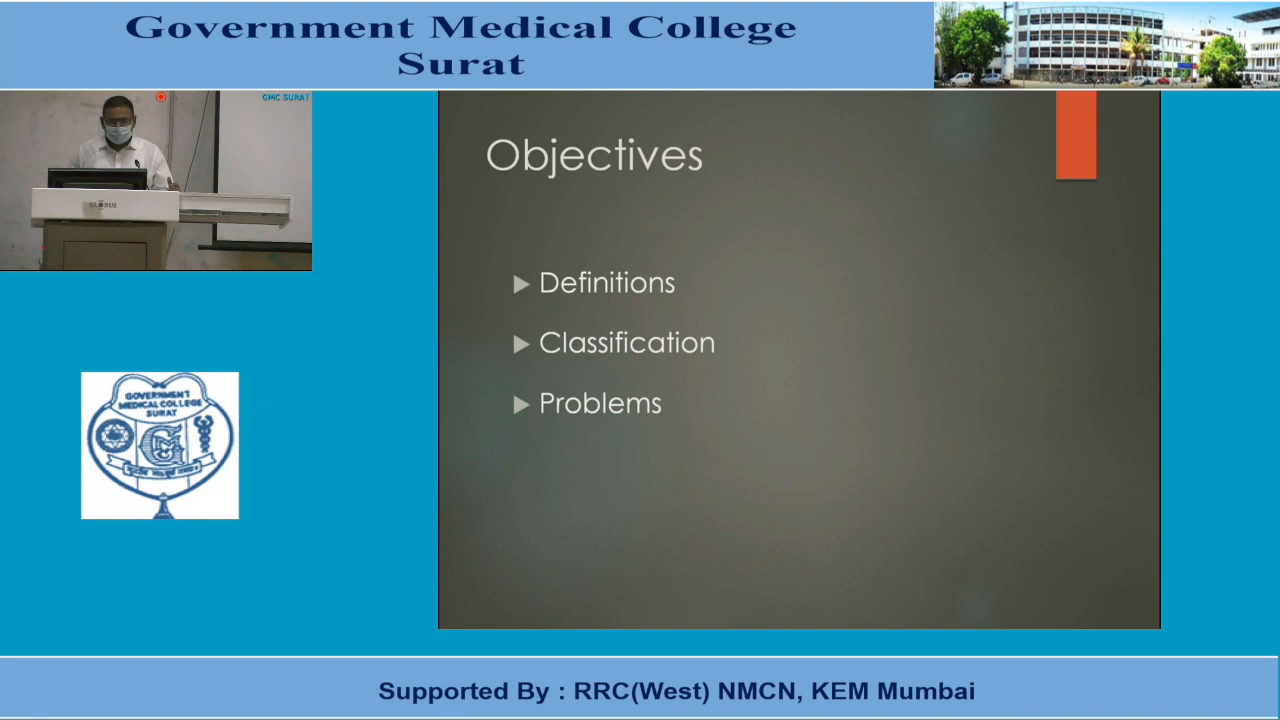 Government Medical College
Surat
GMC SURAT
GLOBUS
Objectives
Definitions
Classification
Problems
GOVERNMENT
MEDICAL COLLEGE
SURAT
Supported By : RRC(West) NMCN, KEM Mumbai